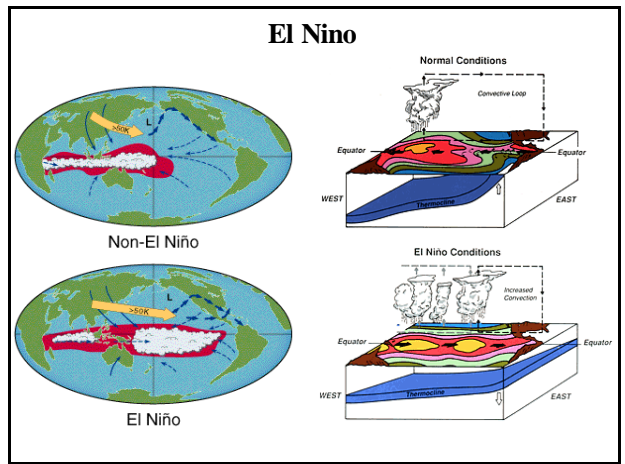 El Nino
>50K
L
Non-El Niño
Normal Conditions
Convective Loop
Equator
Equator
WEST
Thermocline
EAST
>50K
L
El Niño
El Niño Conditions
Increased
Convection
Equator
Equator
WEST
Thermocline
EAST